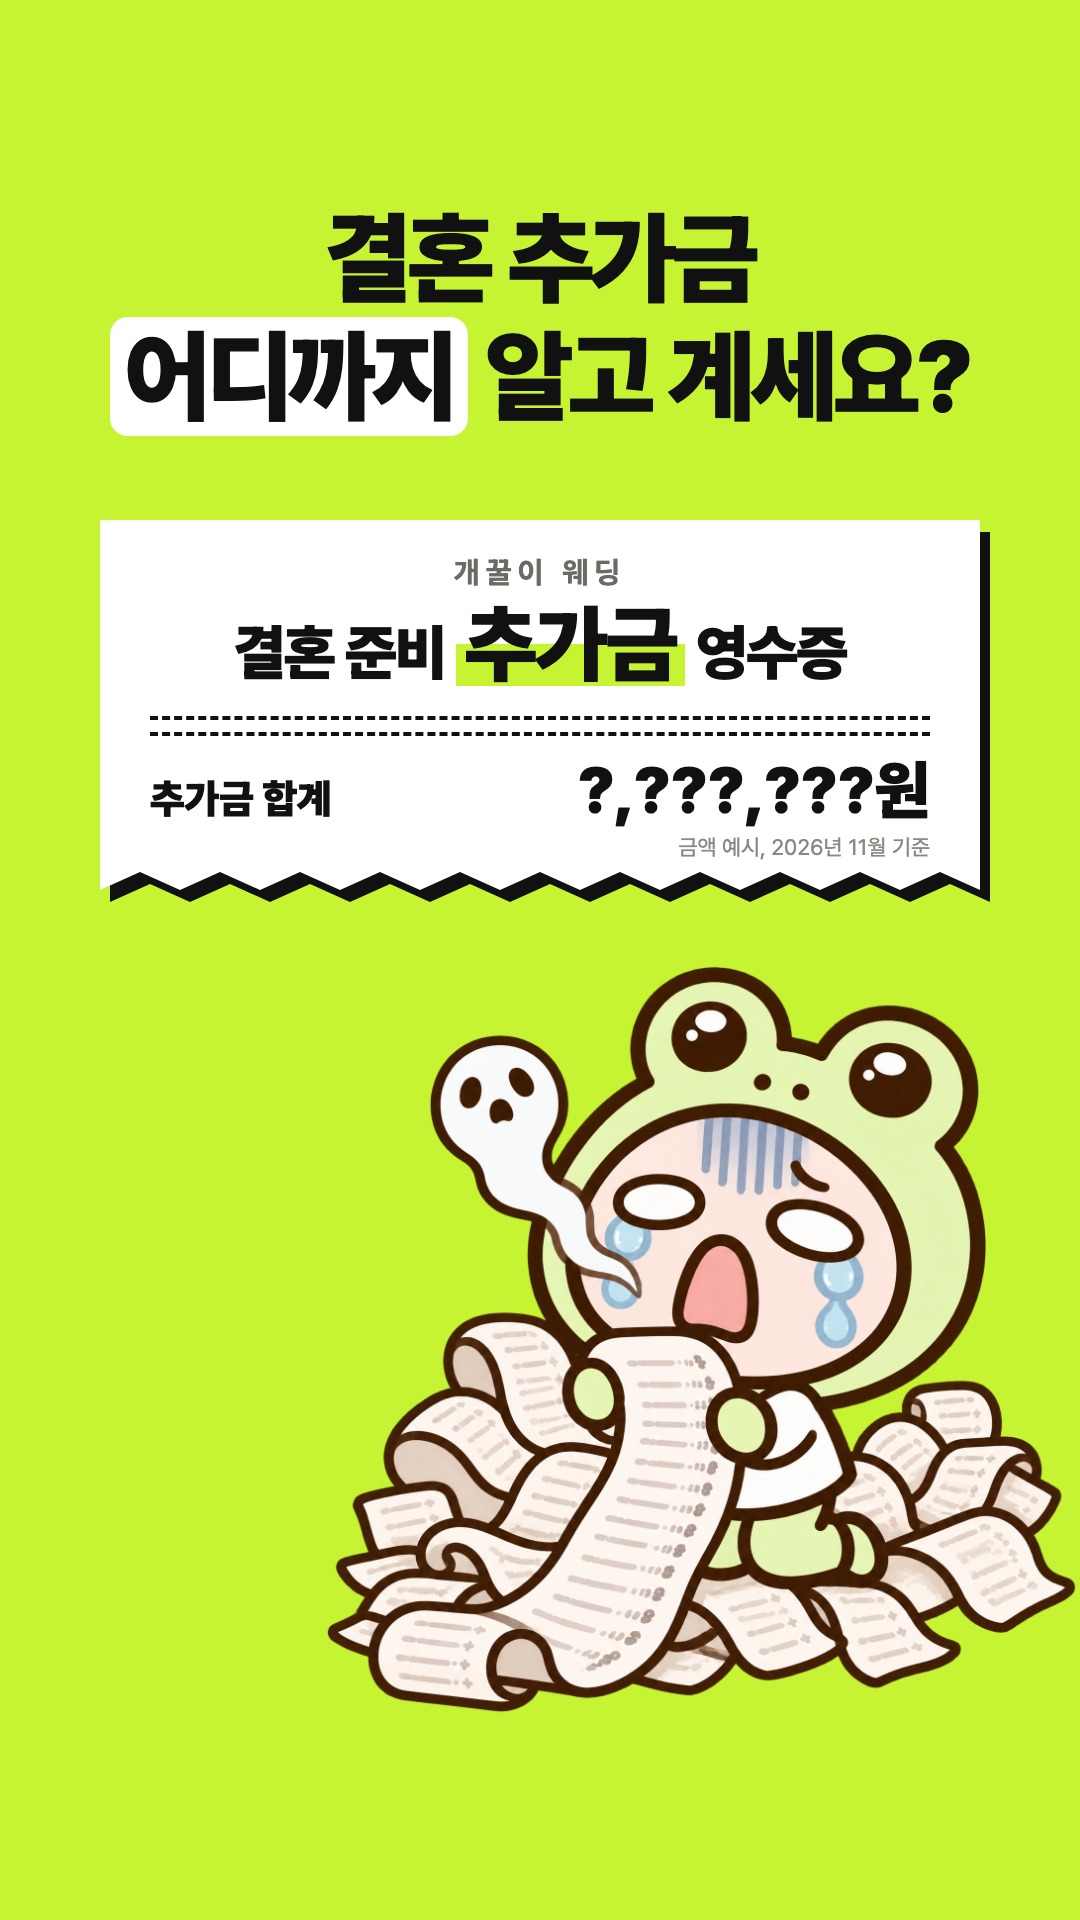 결혼 추가금
어디까지 알고 계세요?
개꿀이 웨딩
결혼 준비 추가금 영수증
추가금 합계 ?,???,???원
금액 예시, 2026년 11월 기준